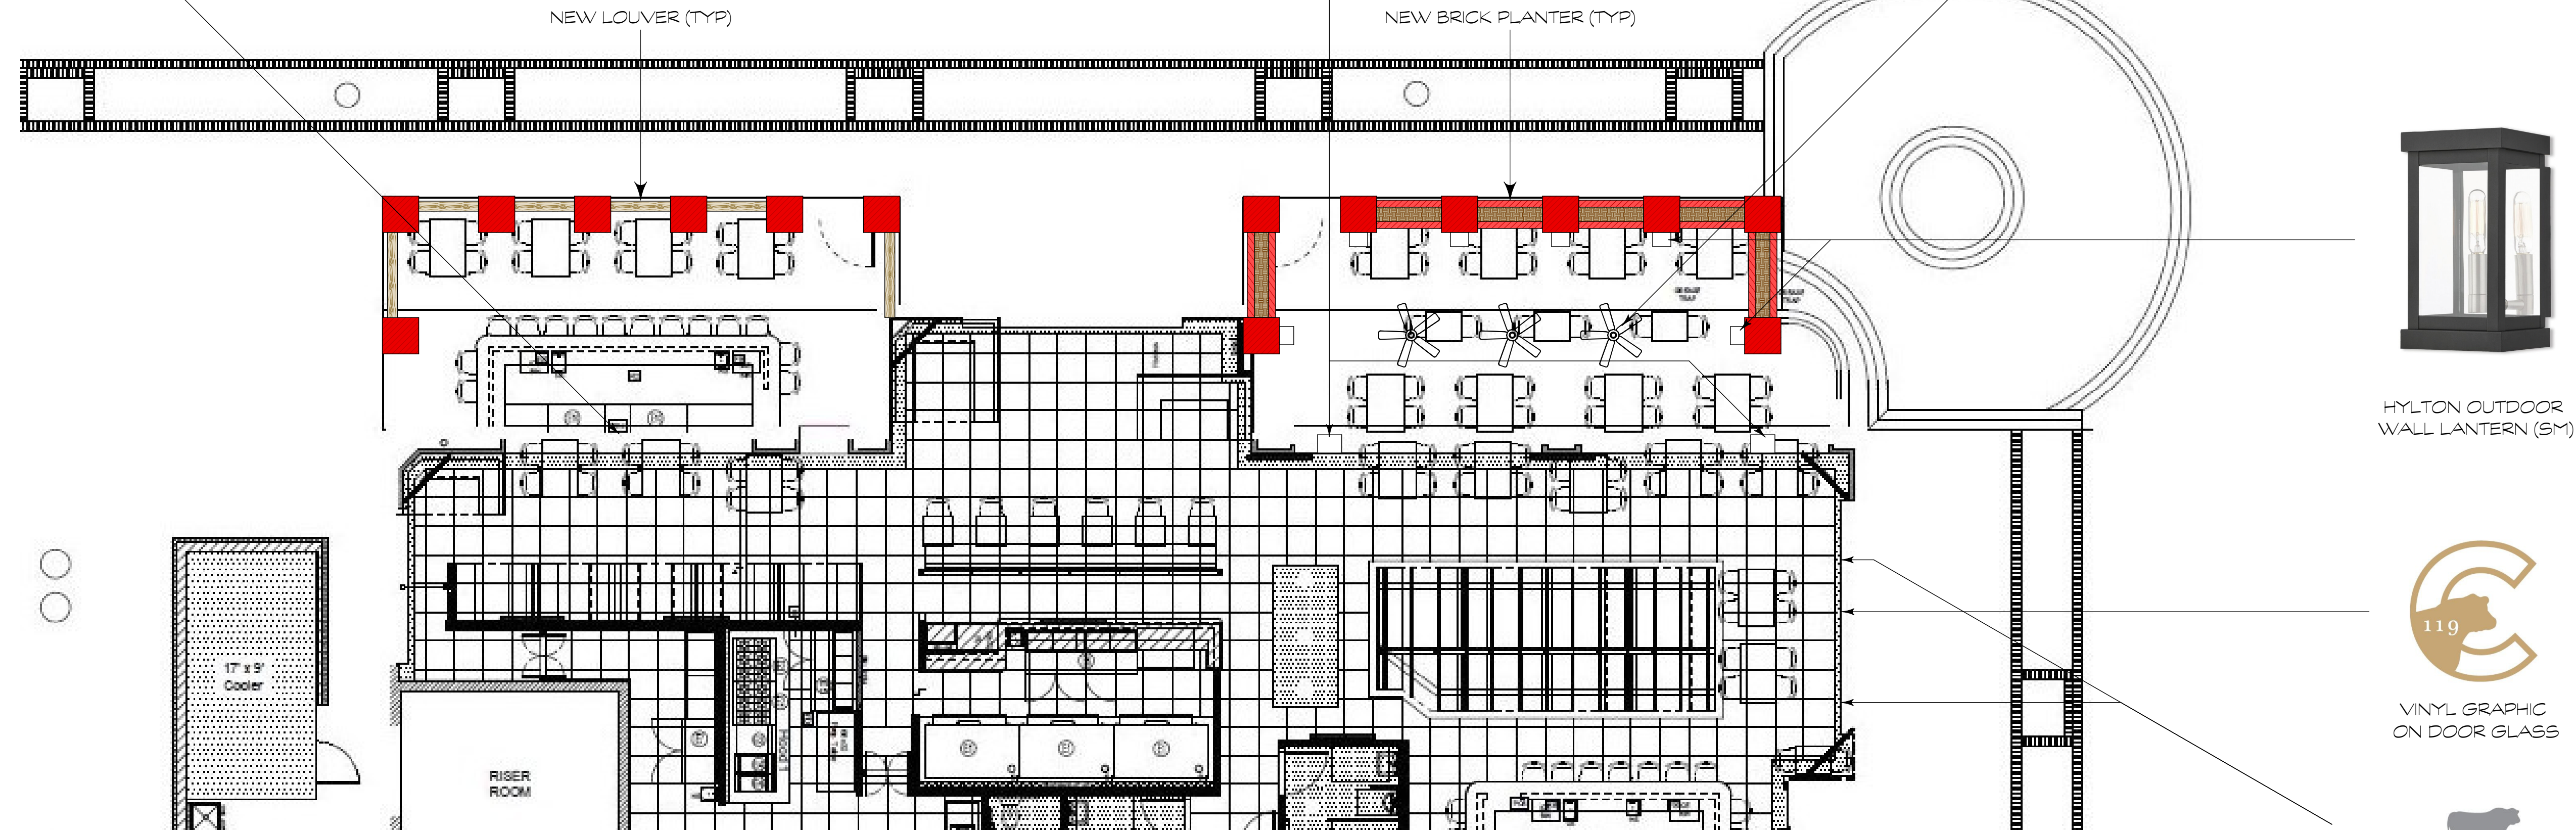 NEW LOUVER (TYP)
NEW BRICK PLANTER (TYP)
HYLTON OUTDOOR
WALL LANTERN (SM)
119
VINYL GRAPHIC
ON DOOR GLASS
17' x 9'
Cooler
RISER
ROOM